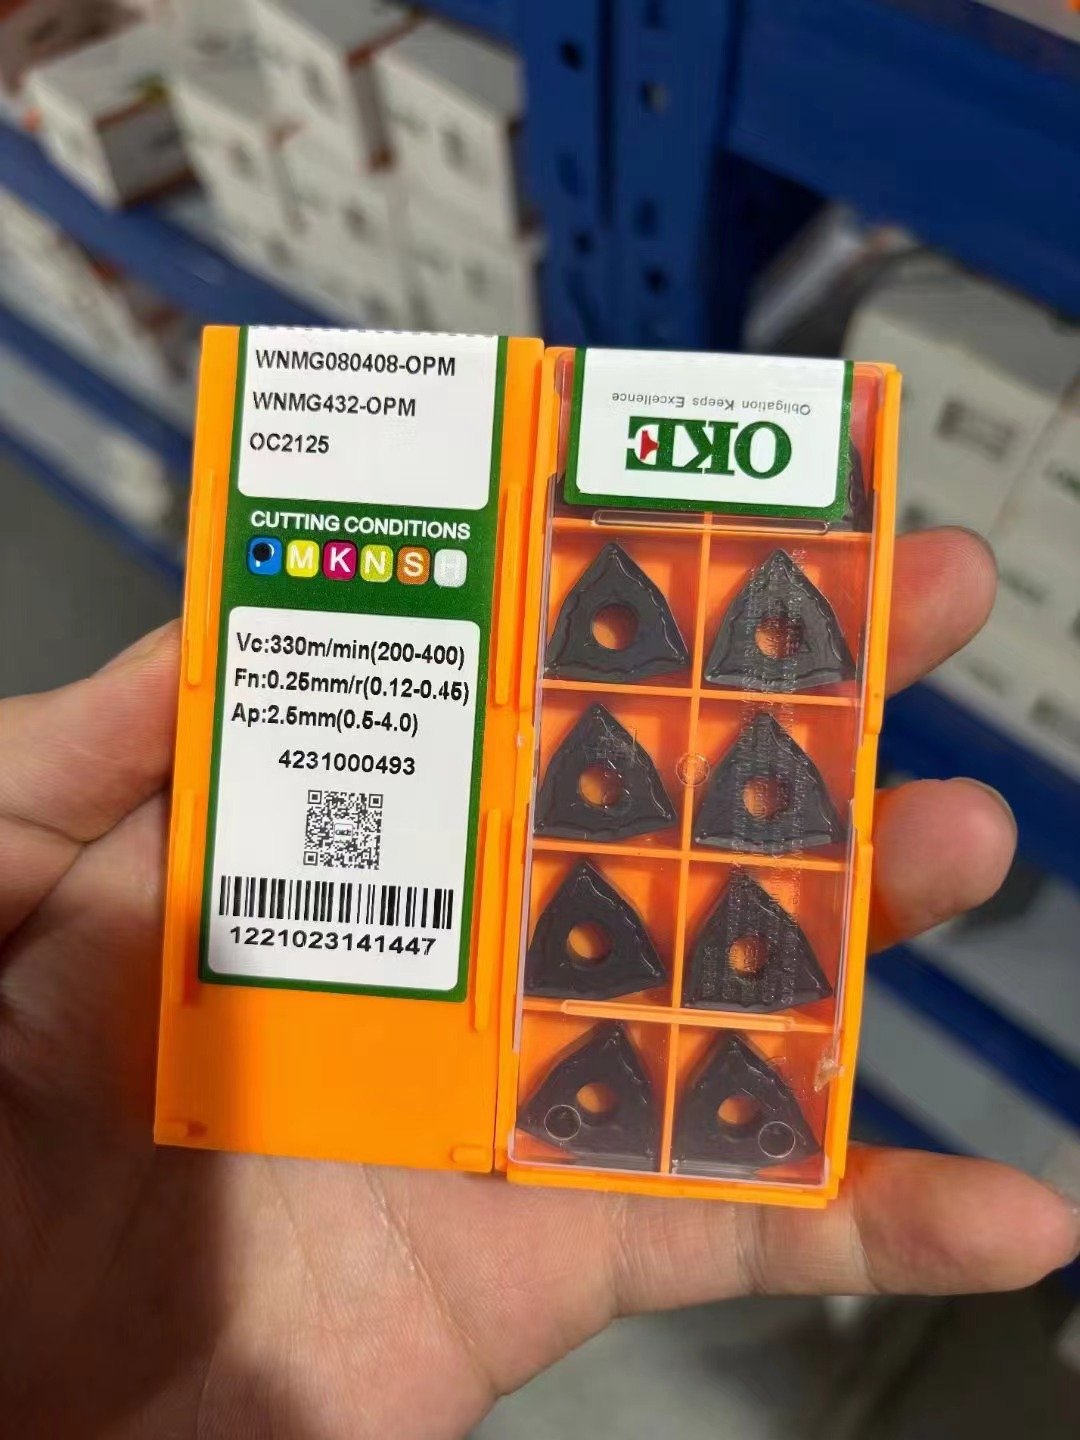 WNMG080408-OPM
WNMG432-OPM
OC2125
CUTTING CONDITIONS
P M K N S H
Vc:330m/min(200-400)
Fn:0.25mm/r(0.12-0.45)
Ap:2.5mm(0.5-4.0)
4231000493
1221023141447
OKE
Obligation Keeps Excellence